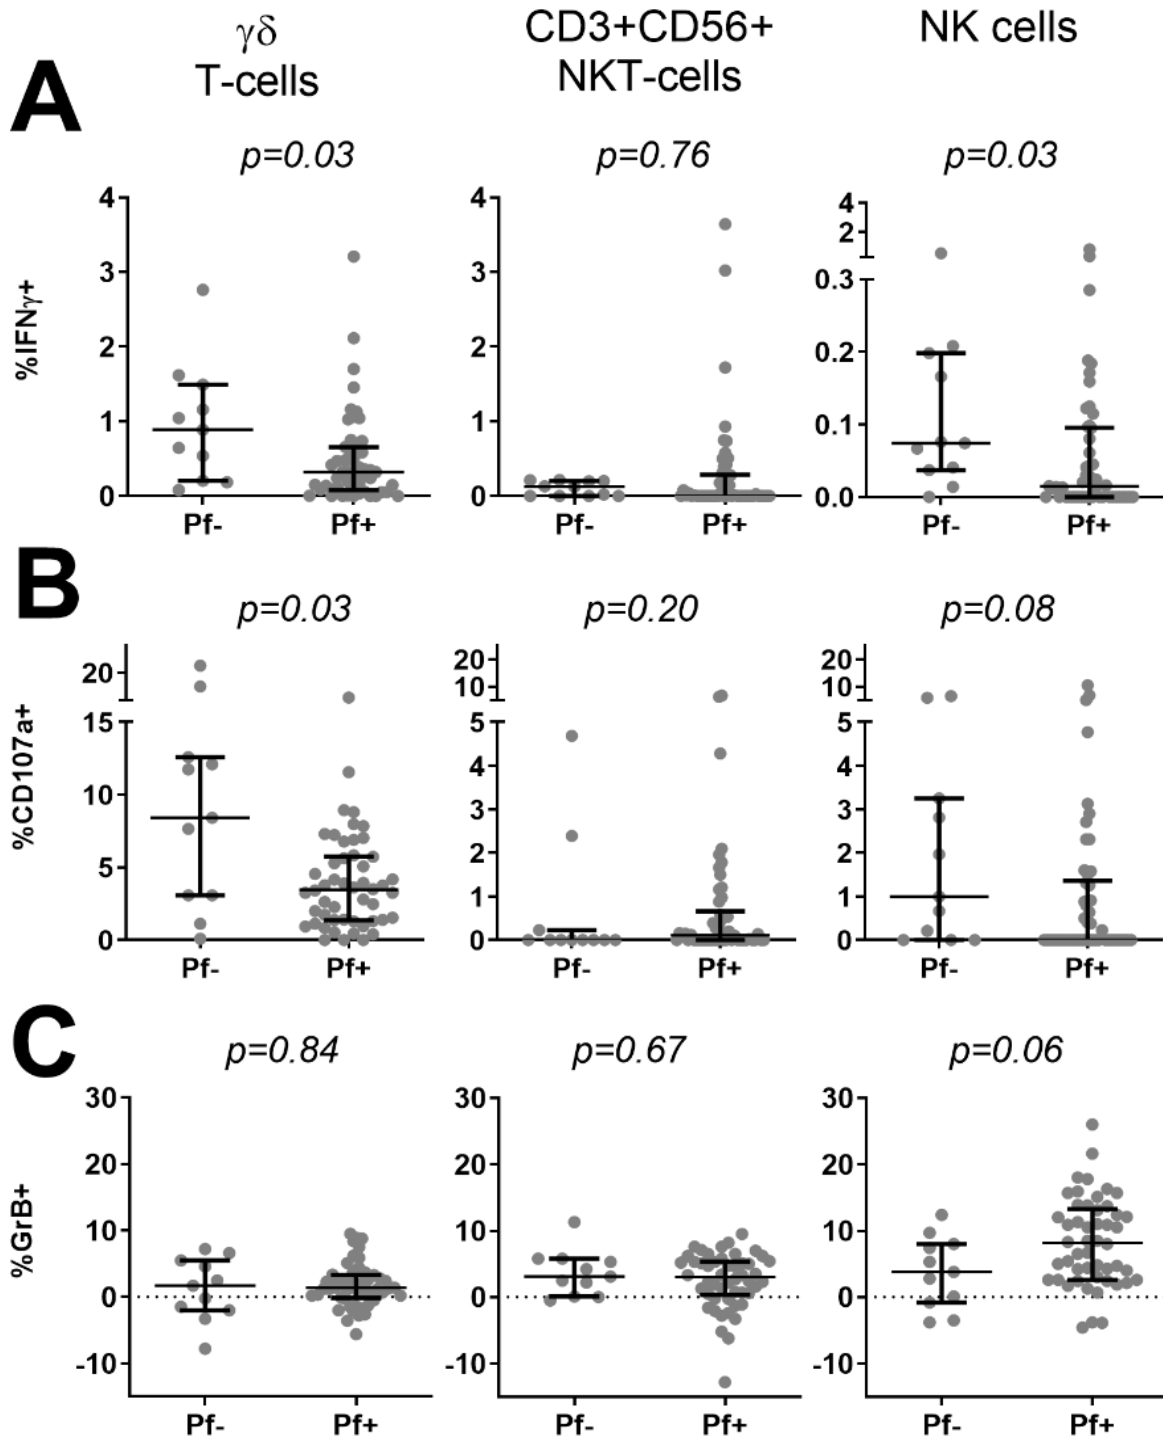 γδ
T-cells
CD3+CD56+
NKT-cells
NK cells
A
p=0.03
p=0.76
p=0.03
%IFNγ+
4
3
2
1
0
Pf-
Pf+
4
3
2
1
0
Pf-
Pf+
4
2
0.3
0.2
0.1
0.0
Pf-
Pf+
B
p=0.03
p=0.20
p=0.08
%CD107a+
20
15
10
5
0
Pf-
Pf+
20
10
5
4
3
2
1
0
Pf-
Pf+
20
10
5
4
3
2
1
0
Pf-
Pf+
C
p=0.84
p=0.67
p=0.06
%GrB+
30
20
10
0
-10
Pf-
Pf+
30
20
10
0
-10
Pf-
Pf+
30
20
10
0
-10
Pf-
Pf+